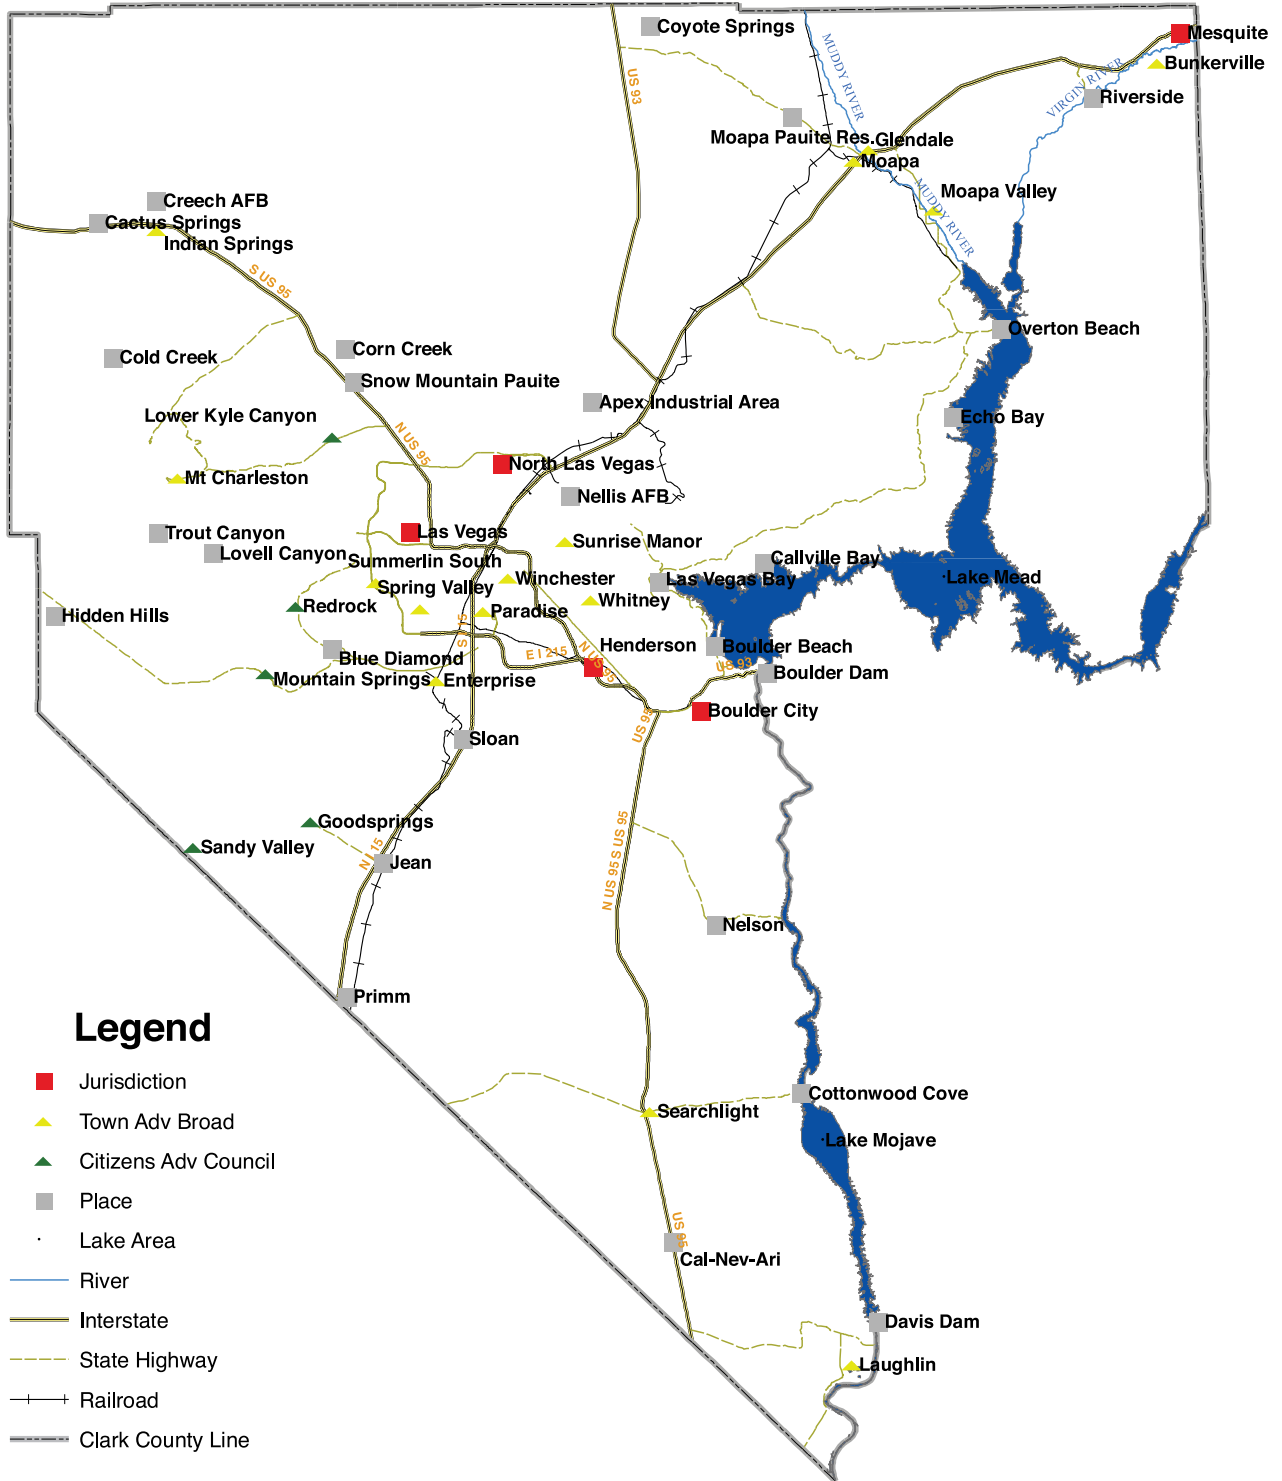 Coyote Springs
Mesquite
Bunkerville
US 93
MUDDY RIVER
VIRGIN RIVER
Riverside
Moapa Pauite Res.
Glendale
Moapa
Moapa Valley
MUDDY RIVER
Creech AFB
Cactus Springs
Indian Springs
S US 95
Overton Beach
Cold Creek
Corn Creek
Snow Mountain Pauite
Apex Industrial Area
Lower Kyle Canyon
Echo Bay
N US 95
North Las Vegas
Mt Charleston
Nellis AFB
Trout Canyon
Las Vegas
Sunrise Manor
Lovell Canyon
Summerlin South
Callville Bay
Lake Mead
Spring Valley
Winchester
Las Vegas Bay
Redrock
Paradise
Whitney
Hidden Hills
S I 15
Henderson
Boulder Beach
Blue Diamond
E I 215
N US 95
US 93
Mountain Springs
Enterprise
Boulder Dam
Boulder City
US 95
Sloan
Goodsprings
Sandy Valley
N I 15
Jean
N US 95 S US 95
Nelson
Primm
Cottonwood Cove
Searchlight
Lake Mojave
US 95
Cal-Nev-Ari
Davis Dam
Laughlin
Legend
Jurisdiction
Town Adv Broad
Citizens Adv Council
Place
Lake Area
River
Interstate
State Highway
Railroad
Clark County Line